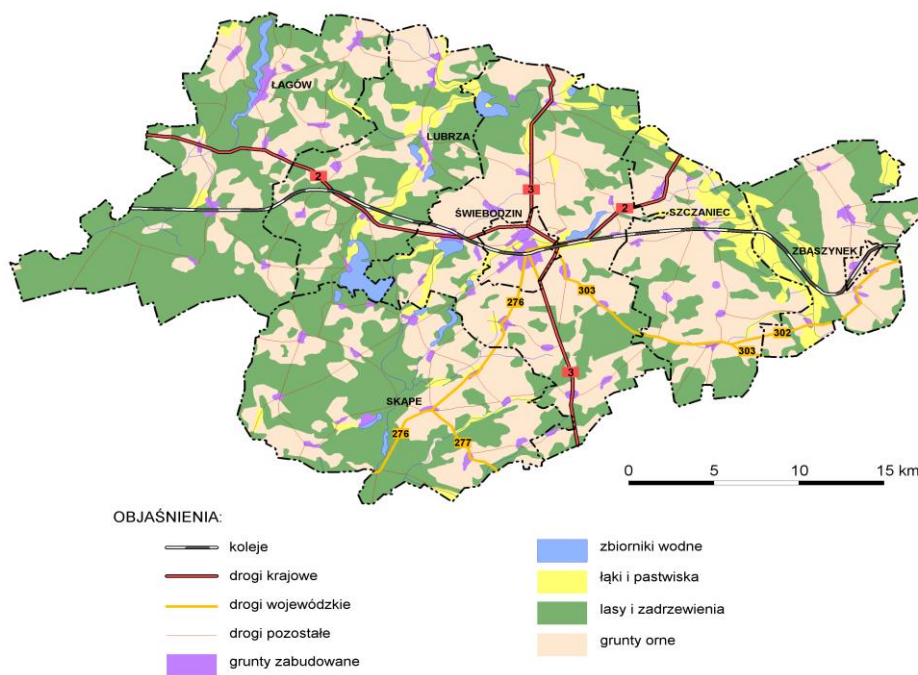 ŁAGÓW
LUBRZA
2
3
2
ŚWIEBODZIN
SZCZANIEC
ZBĄSZYNEK
303
276
302
303
3
SKĄPE
276
277
0 5 10 15 km
OBJAŚNIENIA:
koleje
drogi krajowe
drogi wojewódzkie
drogi pozostałe
grunty zabudowane
zbiorniki wodne
łąki i pastwiska
lasy i zadrzewienia
grunty orne